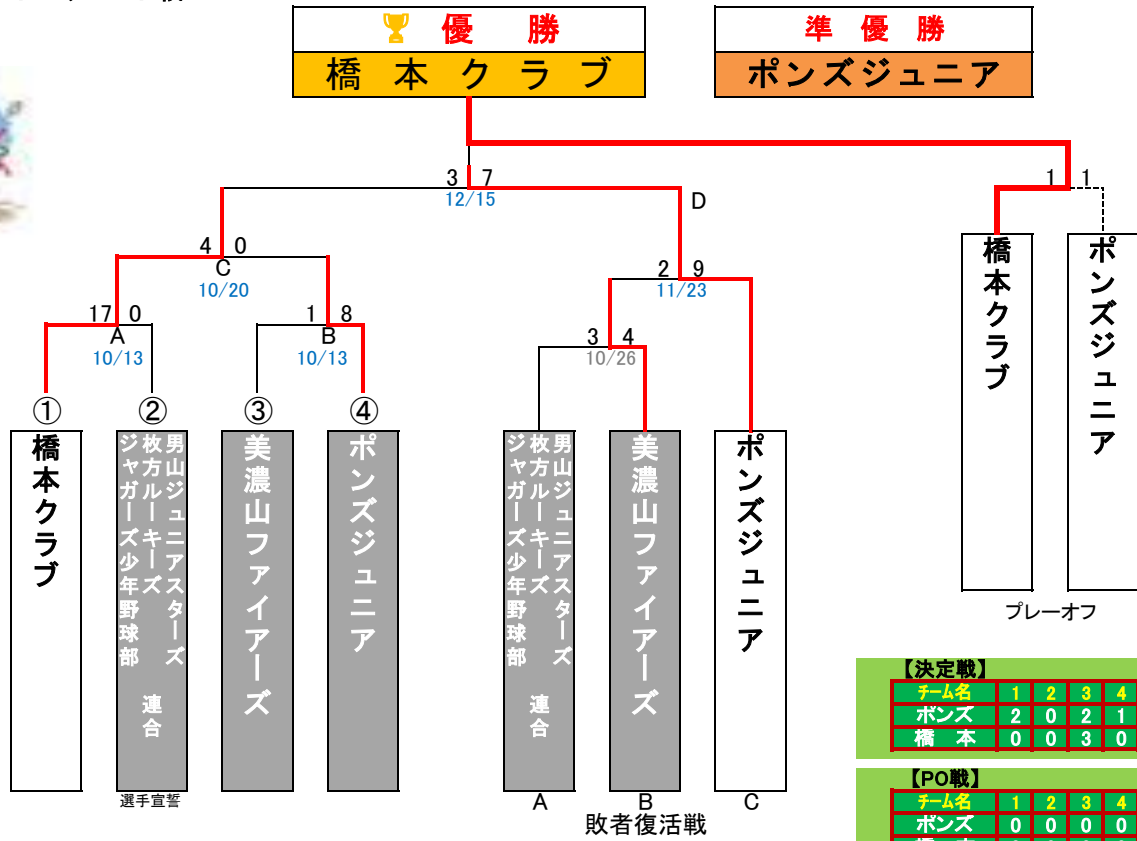 優 勝
橋 本 ク ラ ブ
準 優 勝
ポンズジュニア
3 7
12/15
D
1 1
4 0
C
10/20
2 9
11/23
17 0
A
10/13
1 8
B
10/13
3 4
10/26
① ② ③ ④
橋本クラブ
男山ジュニアスターズ
枚方ルーキーズ 連合
ジャガーズ少年野球部
美濃山ファイアーズ
ポンズジュニア
選手宣誓
男山ジュニアスターズ
枚方ルーキーズ 連合
ジャガーズ少年野球部
美濃山ファイアーズ
ポンズジュニア
A B C
敗者復活戦
橋本クラブ
ポンズジュニア
プレーオフ
【決定戦】
チーム名 1 2 3 4
ポンズ 2 0 2 1
橋 本 0 0 3 0
【PO戦】
チーム名 1 2 3 4
ポンズ 0 0 0 0